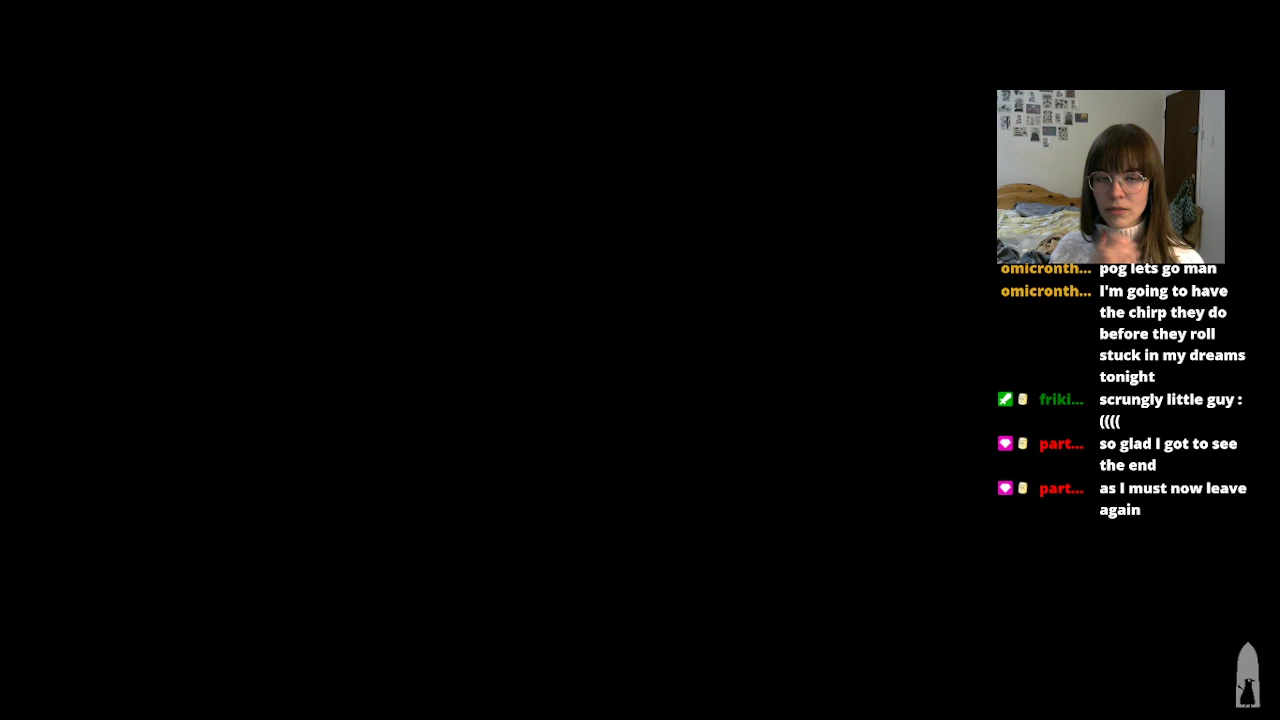 omicronth... pog lets go man
omicronth... I'm going to have
the chirp they do
before they roll
stuck in my dreams
tonight
friki... scrungly little guy :
((((
part... so glad I got to see
the end
part... as I must now leave
again